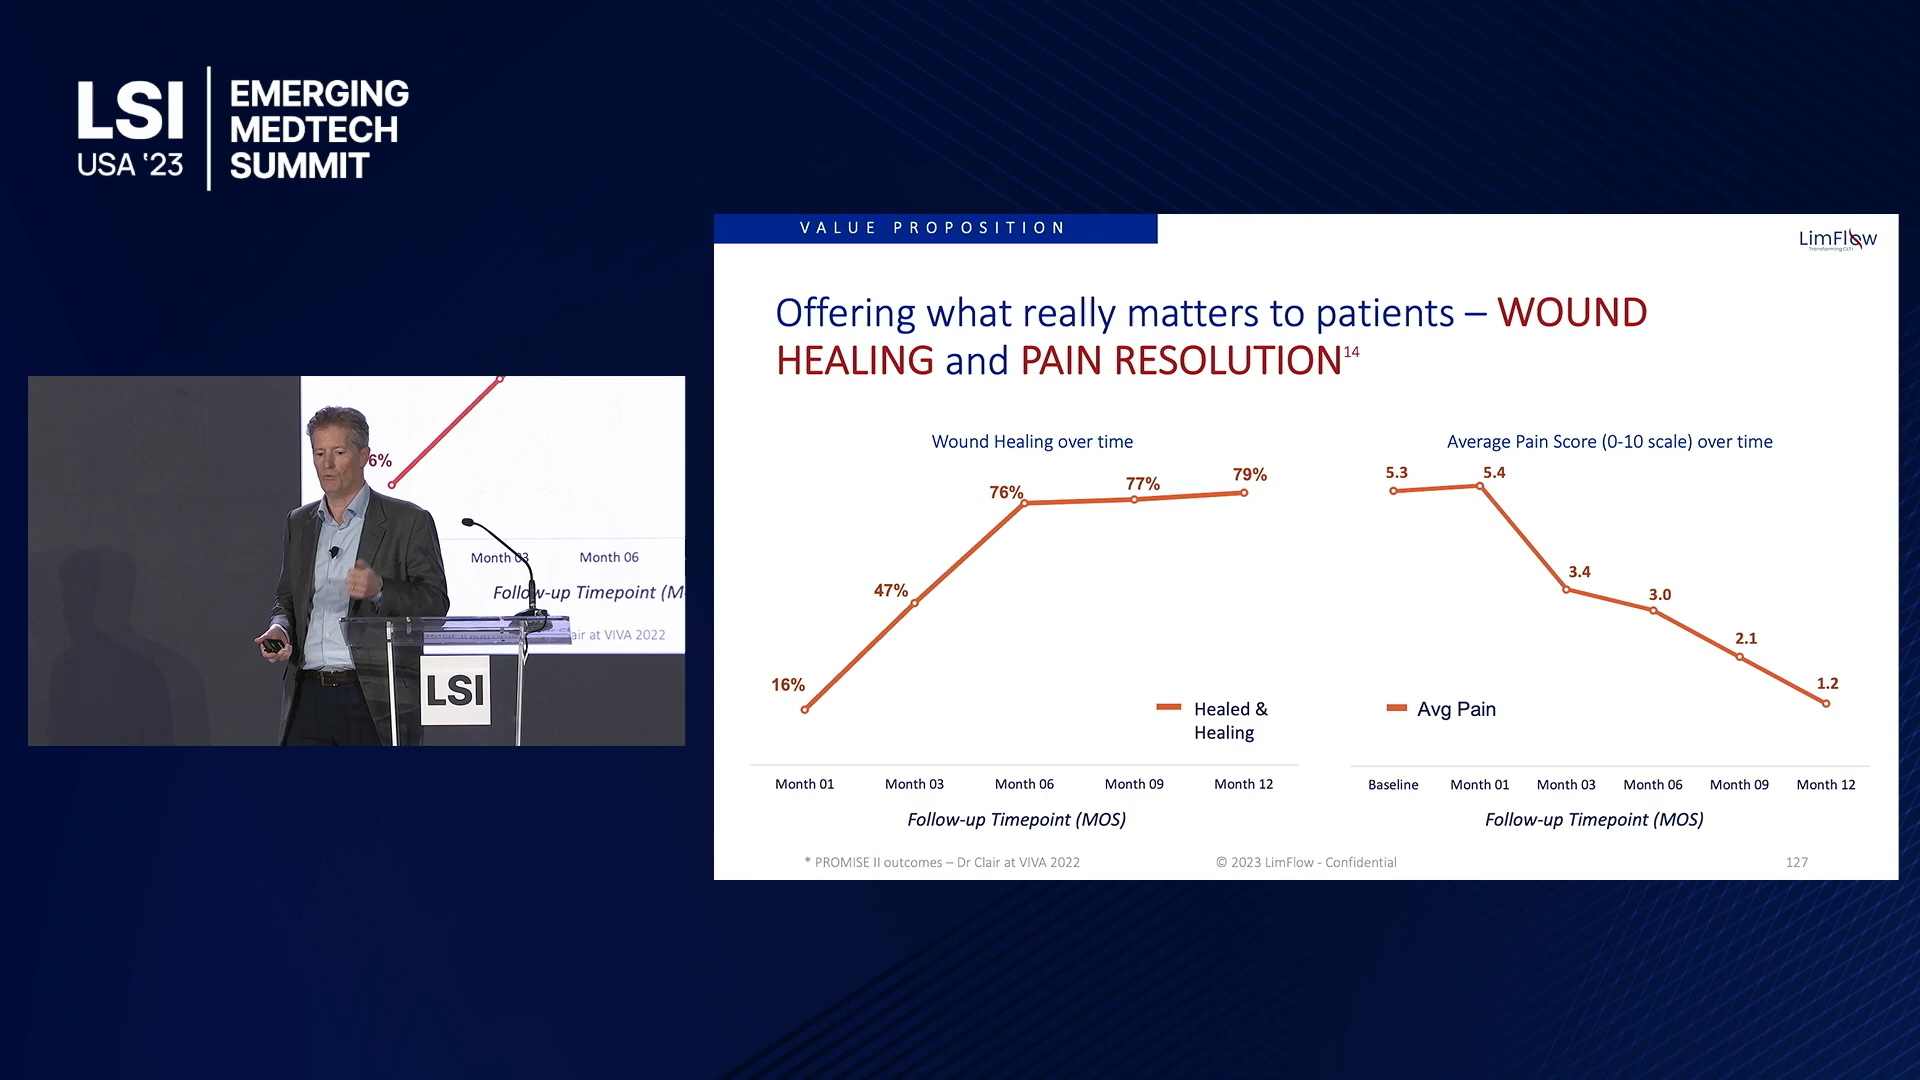 LSI
USA '23
EMERGING
MEDTECH
SUMMIT
VALUE PROPOSITION
LimFlow
Offering what really matters to patients – WOUND
HEALING and PAIN RESOLUTION14
Wound Healing over time
16%
47%
76%
77%
79%
Healed &
Healing
Month 01
Month 03
Month 06
Month 09
Month 12
Follow-up Timepoint (MOS)
Average Pain Score (0-10 scale) over time
5.3
5.4
3.4
3.0
2.1
1.2
Avg Pain
Baseline
Month 01
Month 03
Month 06
Month 09
Month 12
Follow-up Timepoint (MOS)
* PROMISE II outcomes – Dr Clair at VIVA 2022
© 2023 LimFlow - Confidential
127
6%
Month 03
Month 06
Follow-up Timepoint (M
air at VIVA 2022
LSI